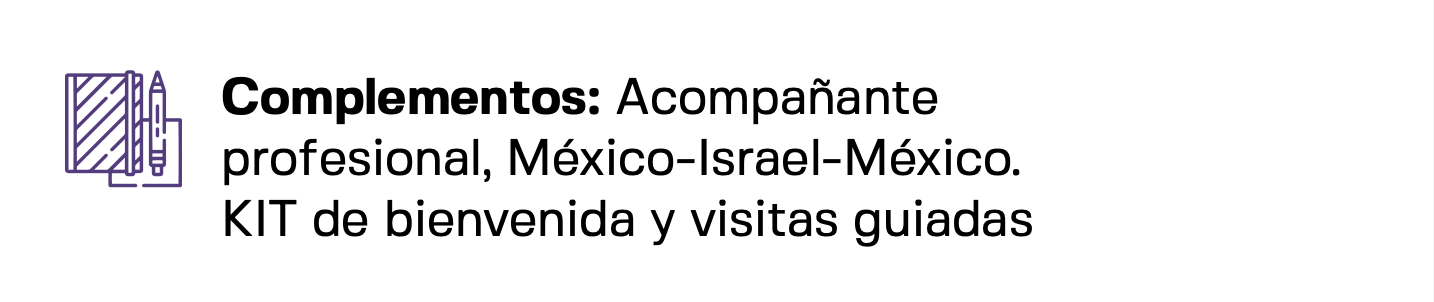 Complementos: Acompañante
profesional, México-Israel-México.
KIT de bienvenida y visitas guiadas